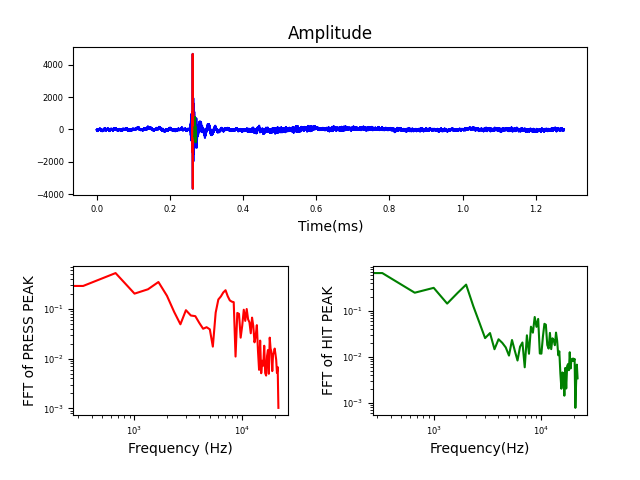 Amplitude
4000
2000
0
−2000
−4000
0.0 0.2 0.4 0.6 0.8 1.0 1.2
Time(ms)
FFT of PRESS PEAK
10⁻¹
10⁻²
10⁻³
10³ 10⁴
Frequency (Hz)
FFT of HIT PEAK
10⁻¹
10⁻²
10⁻³
10³ 10⁴
Frequency(Hz)